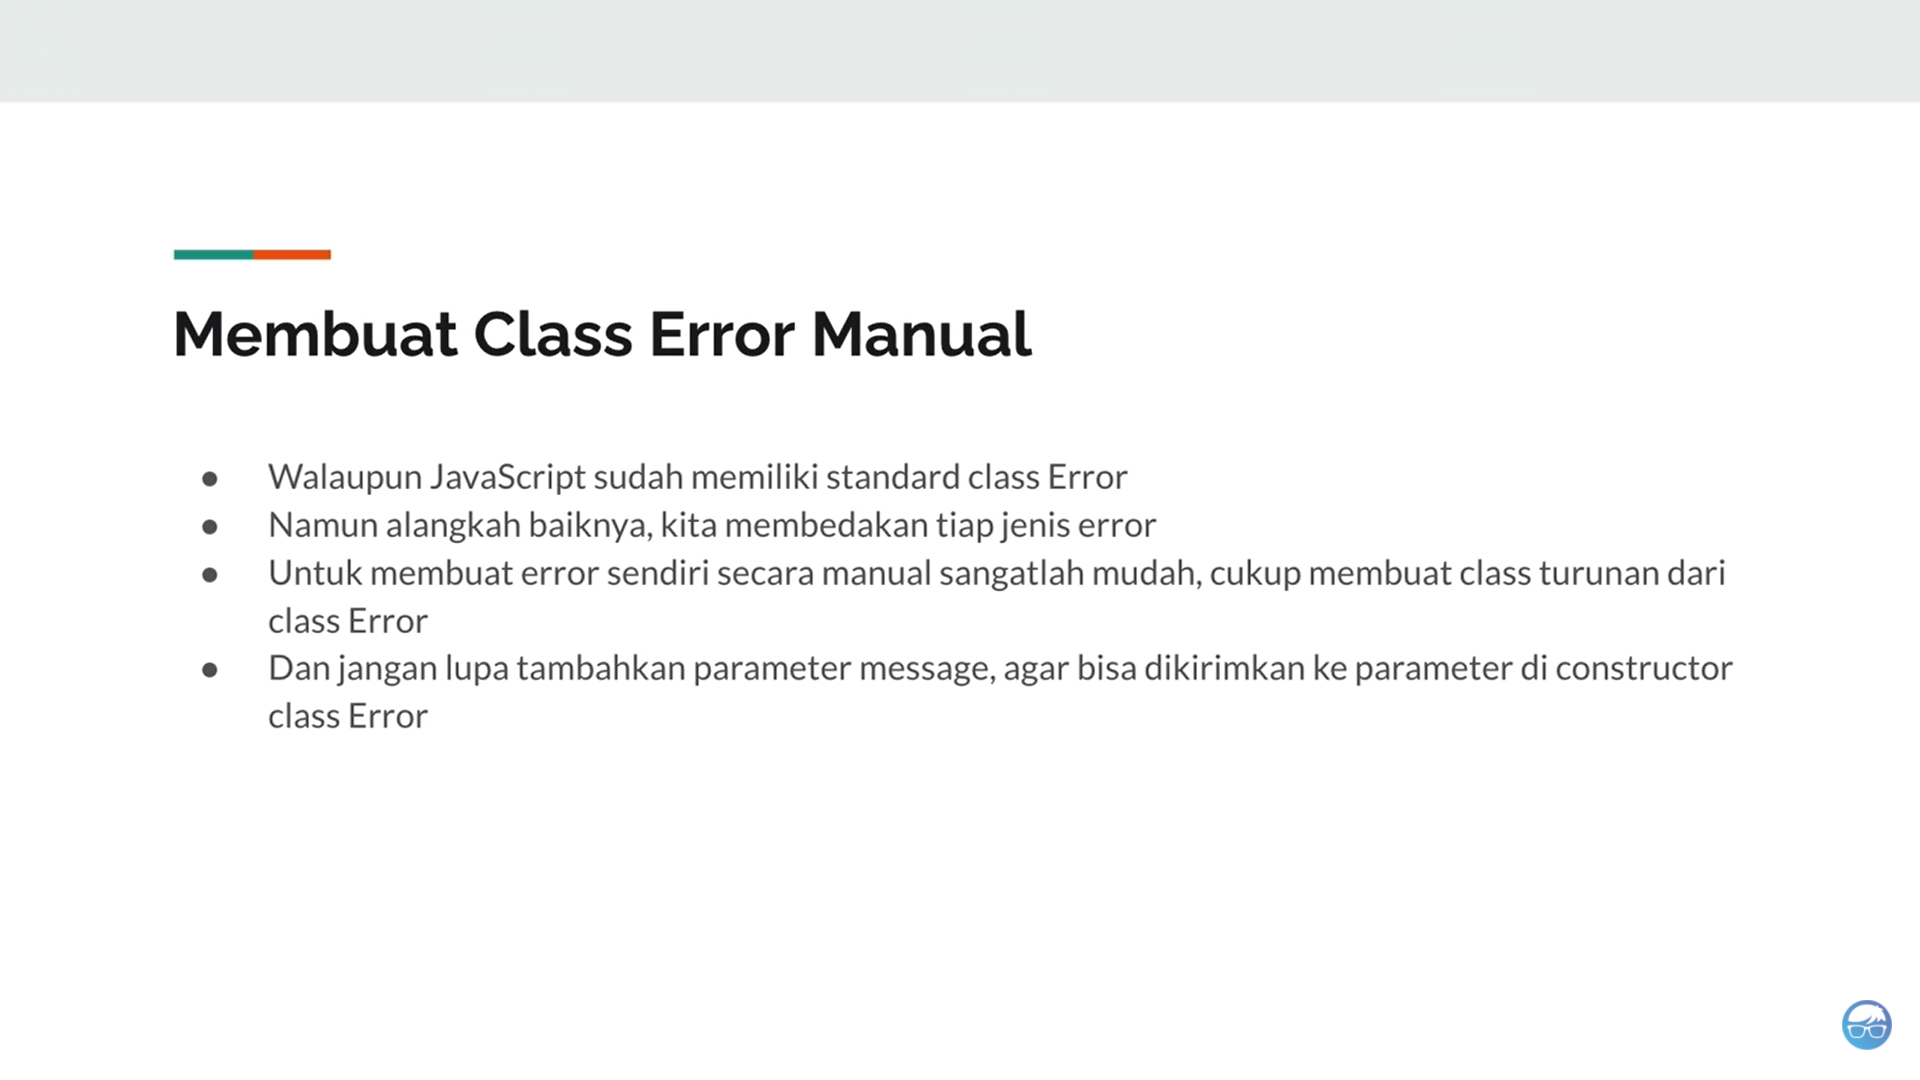 Membuat Class Error Manual
● Walaupun JavaScript sudah memiliki standard class Error
● Namun alangkah baiknya, kita membedakan tiap jenis error
● Untuk membuat error sendiri secara manual sangatlah mudah, cukup membuat class turunan dari
class Error
● Dan jangan lupa tambahkan parameter message, agar bisa dikirimkan ke parameter di constructor
class Error